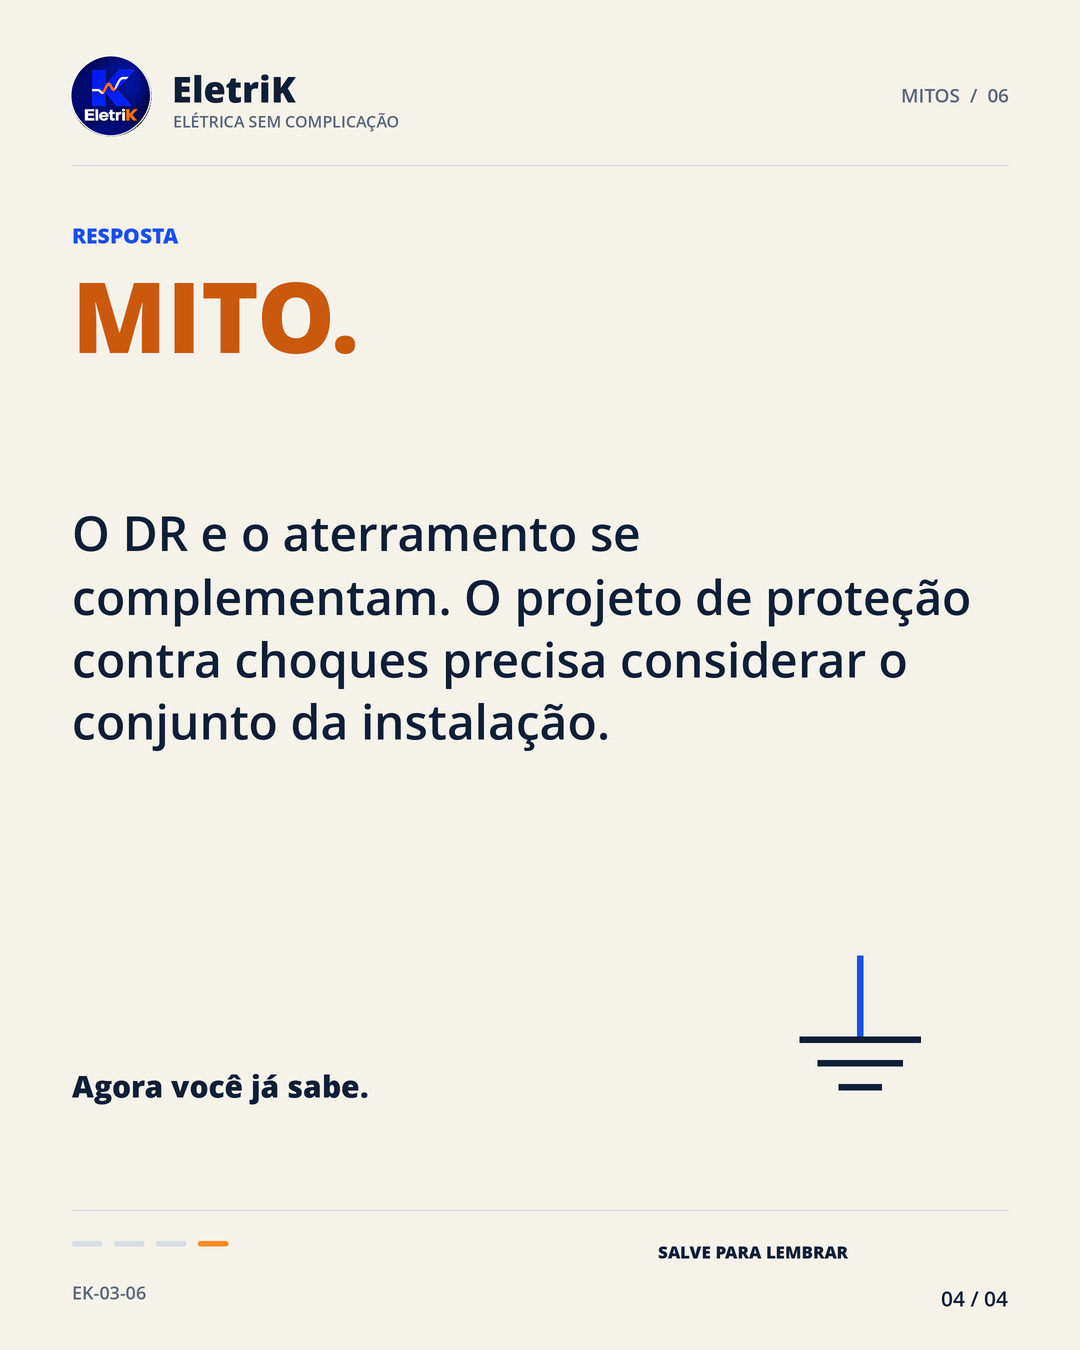 EletriK
EletriK
ELÉTRICA SEM COMPLICAÇÃO
MITOS / 06
RESPOSTA
MITO.
O DR e o aterramento se
complementam. O projeto de proteção
contra choques precisa considerar o
conjunto da instalação.
Agora você já sabe.
SALVE PARA LEMBRAR
EK-03-06
04 / 04